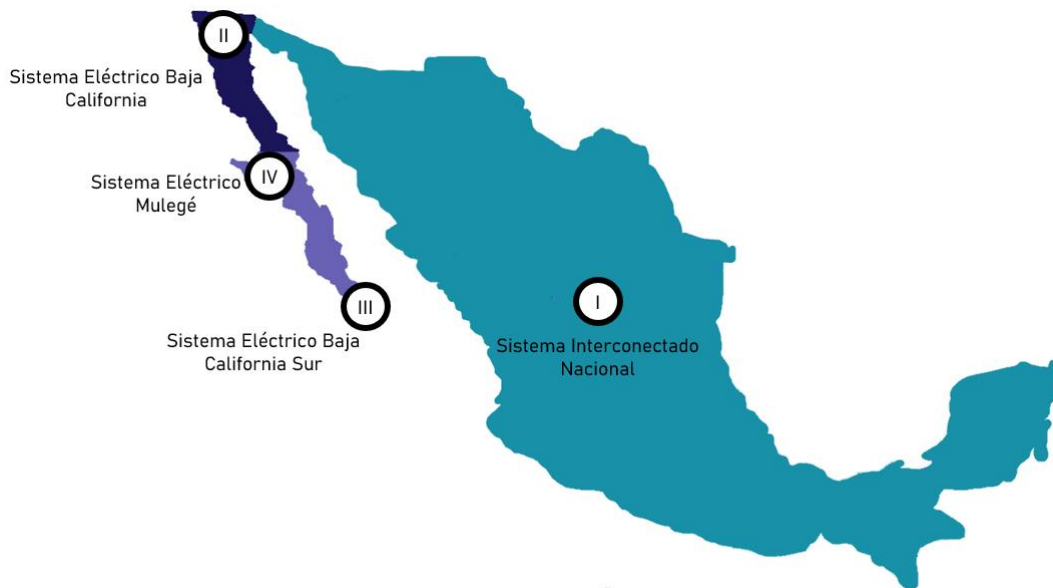 II
Sistema Eléctrico Baja
California
IV
Sistema Eléctrico
Mulegé
III
Sistema Eléctrico Baja
California Sur
I
Sistema Interconectado
Nacional